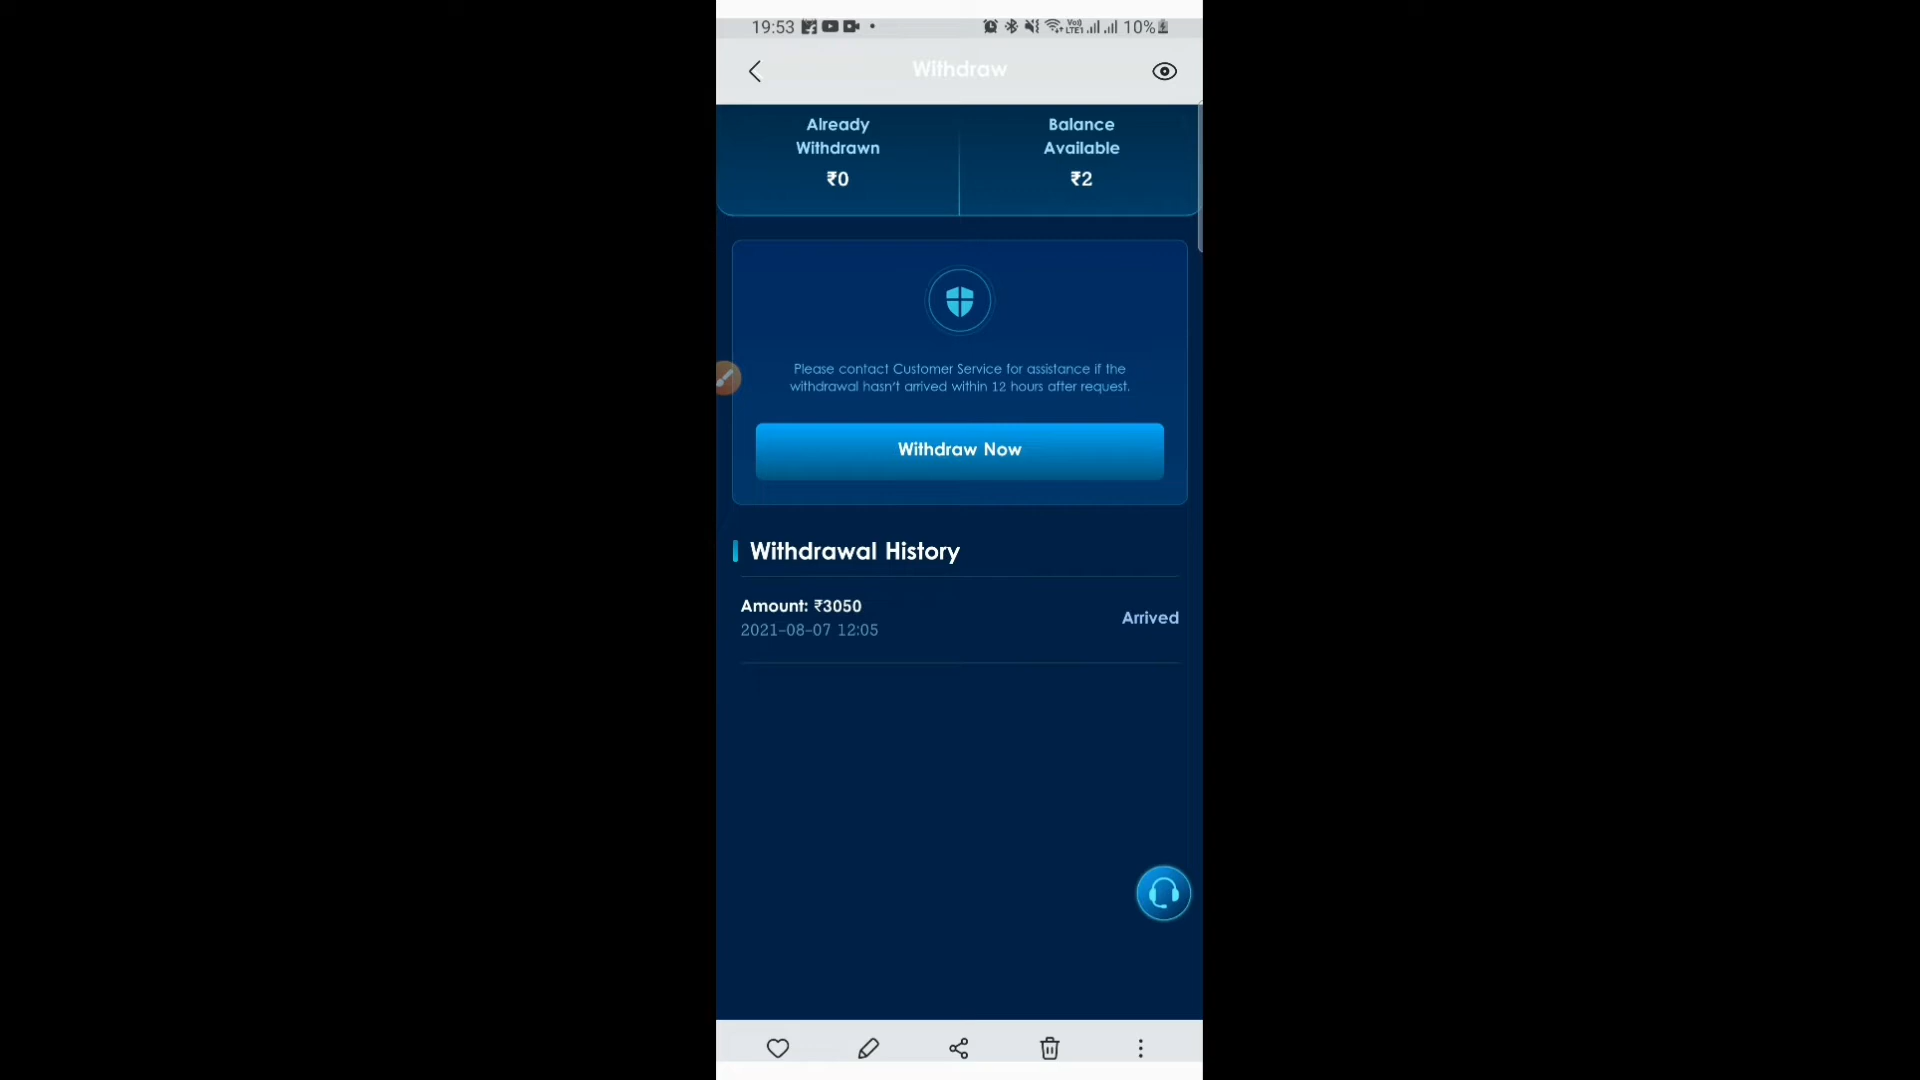 19:53
Vo)) LTE1 10%
Withdraw
Already
Withdrawn
₹0
Balance
Available
₹2
Please contact Customer Service for assistance if the
withdrawal hasn't arrived within 12 hours after request.
Withdraw Now
Withdrawal History
Amount: ₹3050
2021-08-07 12:05
Arrived